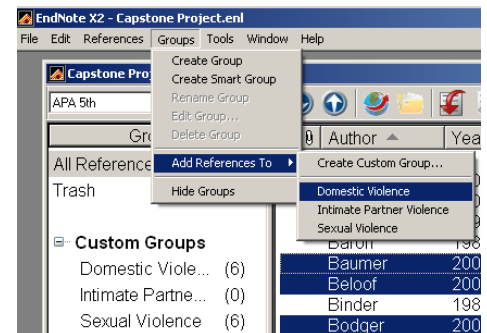 EndNote X2 - Capstone Project.enl
File Edit References Groups Tools Window Help
Create Group
Create Smart Group
Rename Group
Edit Group...
Delete Group
Add References To
Hide Groups
Create Custom Group...
Domestic Violence
Intimate Partner Violence
Sexual Violence
Capstone Pro
APA 5th
Gro
Author
Yea
All Reference
Trash
Custom Groups
Domestic Viole... (6)
Intimate Partne... (0)
Sexual Violence (6)
Baron 198
Baumer 200
Beloof 200
Binder 198
Bodger 200